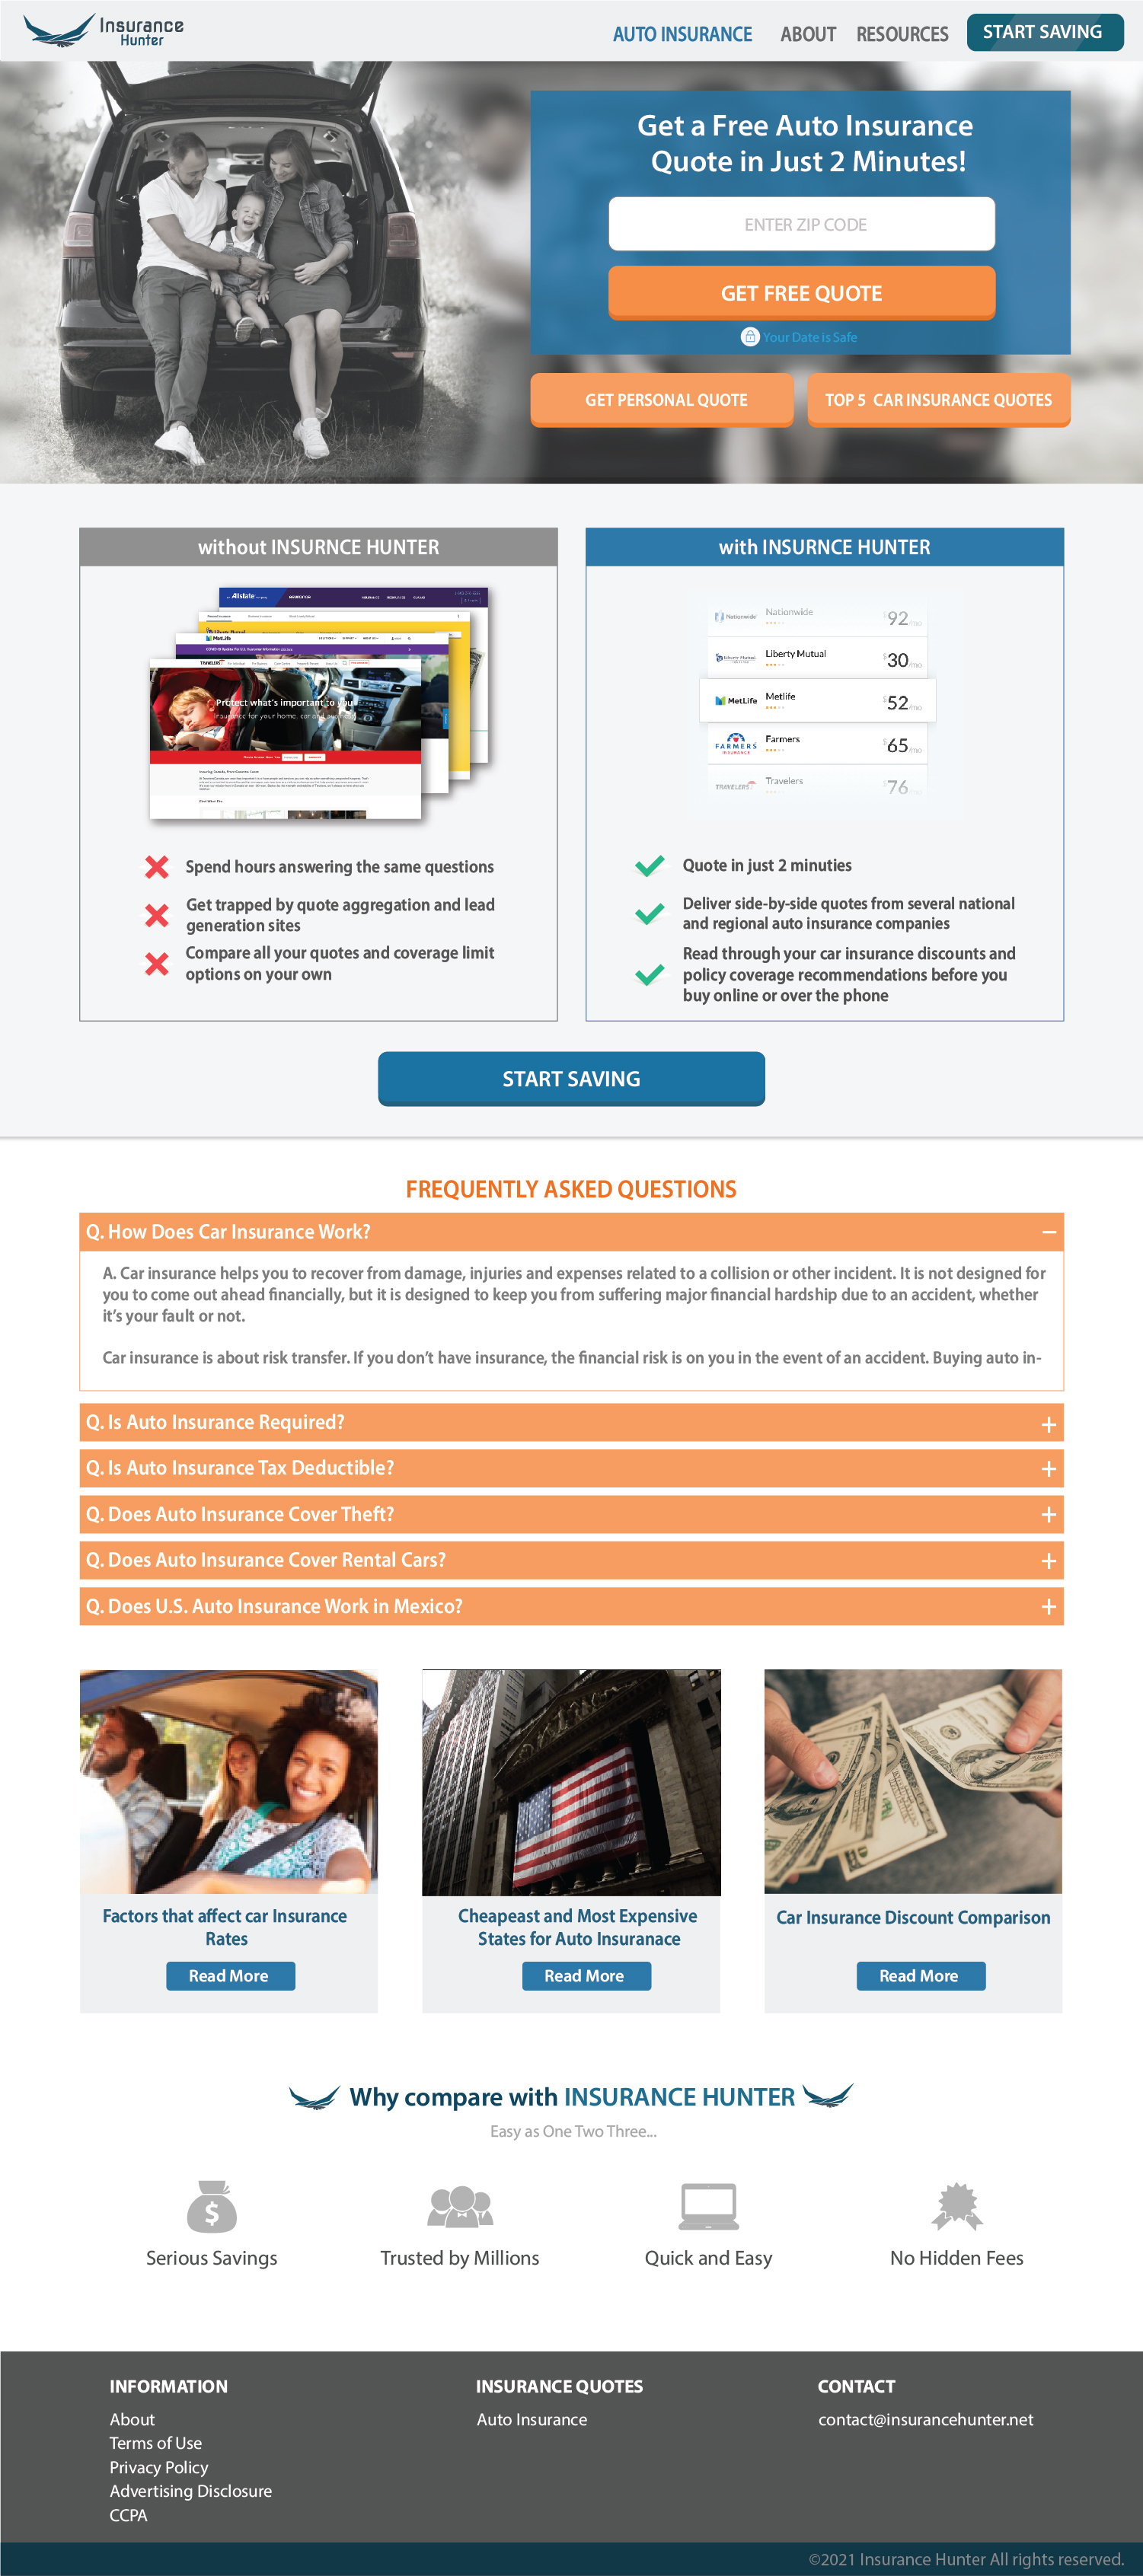 Insurance
Hunter
AUTO INSURANCE
ABOUT
RESOURCES
START SAVING
Get a Free Auto Insurance
Quote in Just 2 Minutes!
ENTER ZIP CODE
GET FREE QUOTE
Your Date is Safe
GET PERSONAL QUOTE
TOP 5 CAR INSURANCE QUOTES
without INSURNCE HUNTER
Allstate
Liberty Mutual
MetLife
TRAVELERS
Protect what's important to you
Insurance for your home, car and
with INSURNCE HUNTER
Nationwide
Nationwide
$92/mo
Liberty Mutual
Liberty Mutual
$30/mo
MetLife
Metlife
$52/mo
FARMERS
INSURANCE
Farmers
$65/mo
TRAVELERS
Travelers
$76
Spend hours answering the same questions
Get trapped by quote aggregation and lead
generation sites
Compare all your quotes and coverage limit
options on your own
Quote in just 2 minuties
Deliver side-by-side quotes from several national
and regional auto insurance companies
Read through your car insurance discounts and
policy coverage recommendations before you
buy online or over the phone
START SAVING
FREQUENTLY ASKED QUESTIONS
Q. How Does Car Insurance Work?
A. Car insurance helps you to recover from damage, injuries and expenses related to a collision or other incident. It is not designed for
you to come out ahead financially, but it is designed to keep you from suffering major financial hardship due to an accident, whether
it's your fault or not.
Car insurance is about risk transfer. If you don't have insurance, the financial risk is on you in the event of an accident. Buying auto in-
Q. Is Auto Insurance Required?
Q. Is Auto Insurance Tax Deductible?
Q. Does Auto Insurance Cover Theft?
Q. Does Auto Insurance Cover Rental Cars?
Q. Does U.S. Auto Insurance Work in Mexico?
Factors that affect car Insurance
Rates
Read More
Cheapeast and Most Expensive
States for Auto Insuranace
Read More
Car Insurance Discount Comparison
Read More
Why compare with INSURANCE HUNTER
Easy as One Two Three...
Serious Savings
Trusted by Millions
Quick and Easy
No Hidden Fees
INFORMATION
About
Terms of Use
Privacy Policy
Advertising Disclosure
CCPA
INSURANCE QUOTES
Auto Insurance
CONTACT
contact@insurancehunter.net
©2021 Insurance Hunter All rights reserved.